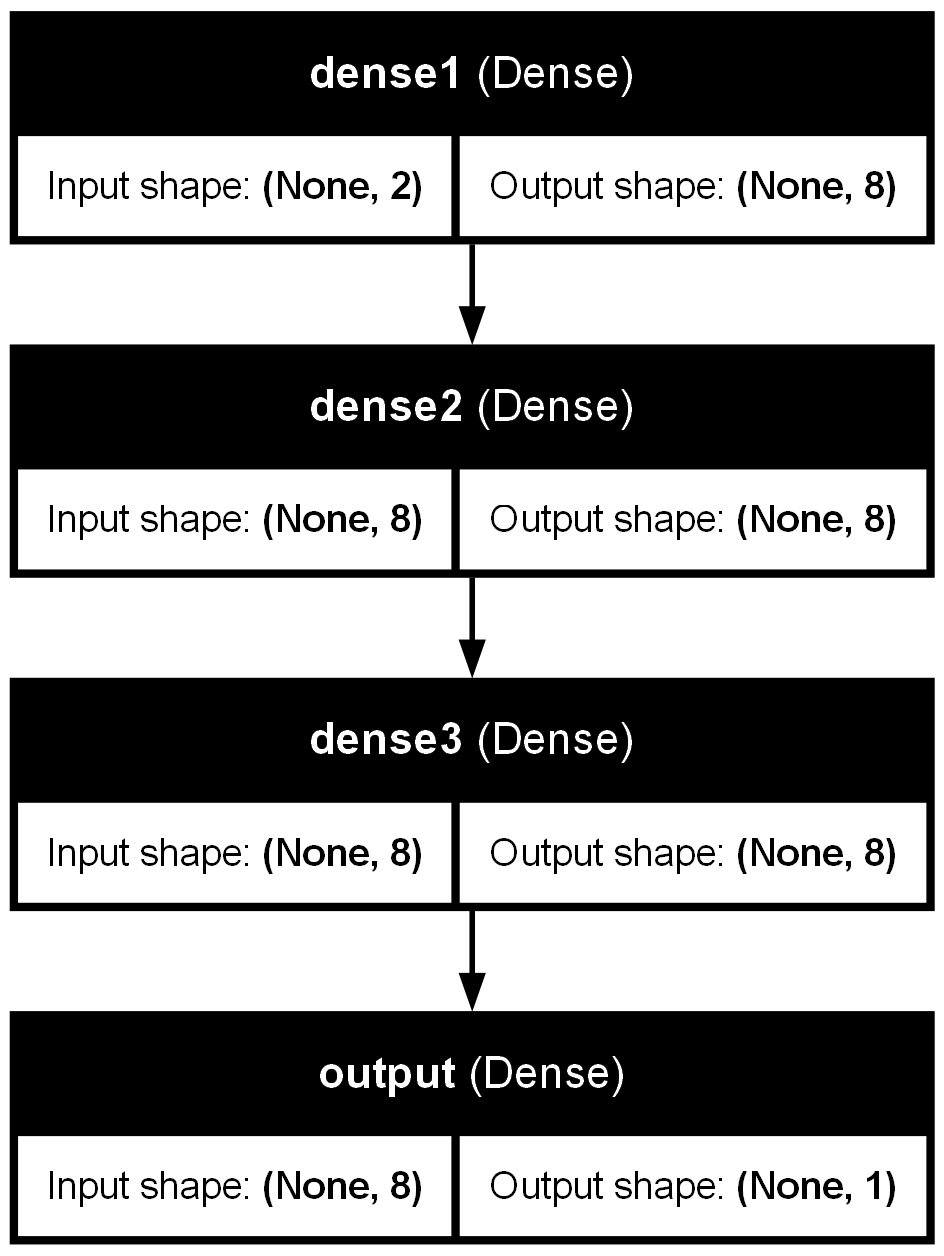 dense1 (Dense)
Input shape: (None, 2) Output shape: (None, 8)
dense2 (Dense)
Input shape: (None, 8) Output shape: (None, 8)
dense3 (Dense)
Input shape: (None, 8) Output shape: (None, 8)
output (Dense)
Input shape: (None, 8) Output shape: (None, 1)